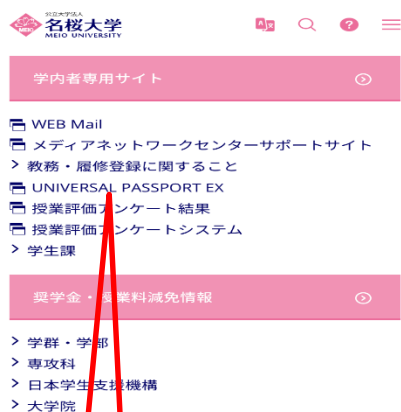 公立大学法人
名桜大学
MEIO UNIVERSITY
学内者専用サイト
WEB Mail
メディアネットワークセンターサポートサイト
教務・履修登録に関すること
UNIVERSAL PASSPORT EX
授業評価アンケート結果
授業評価アンケートシステム
学生課
奨学金・授業料減免情報
学群・学部
専攻科
日本学生支援機構
大学院